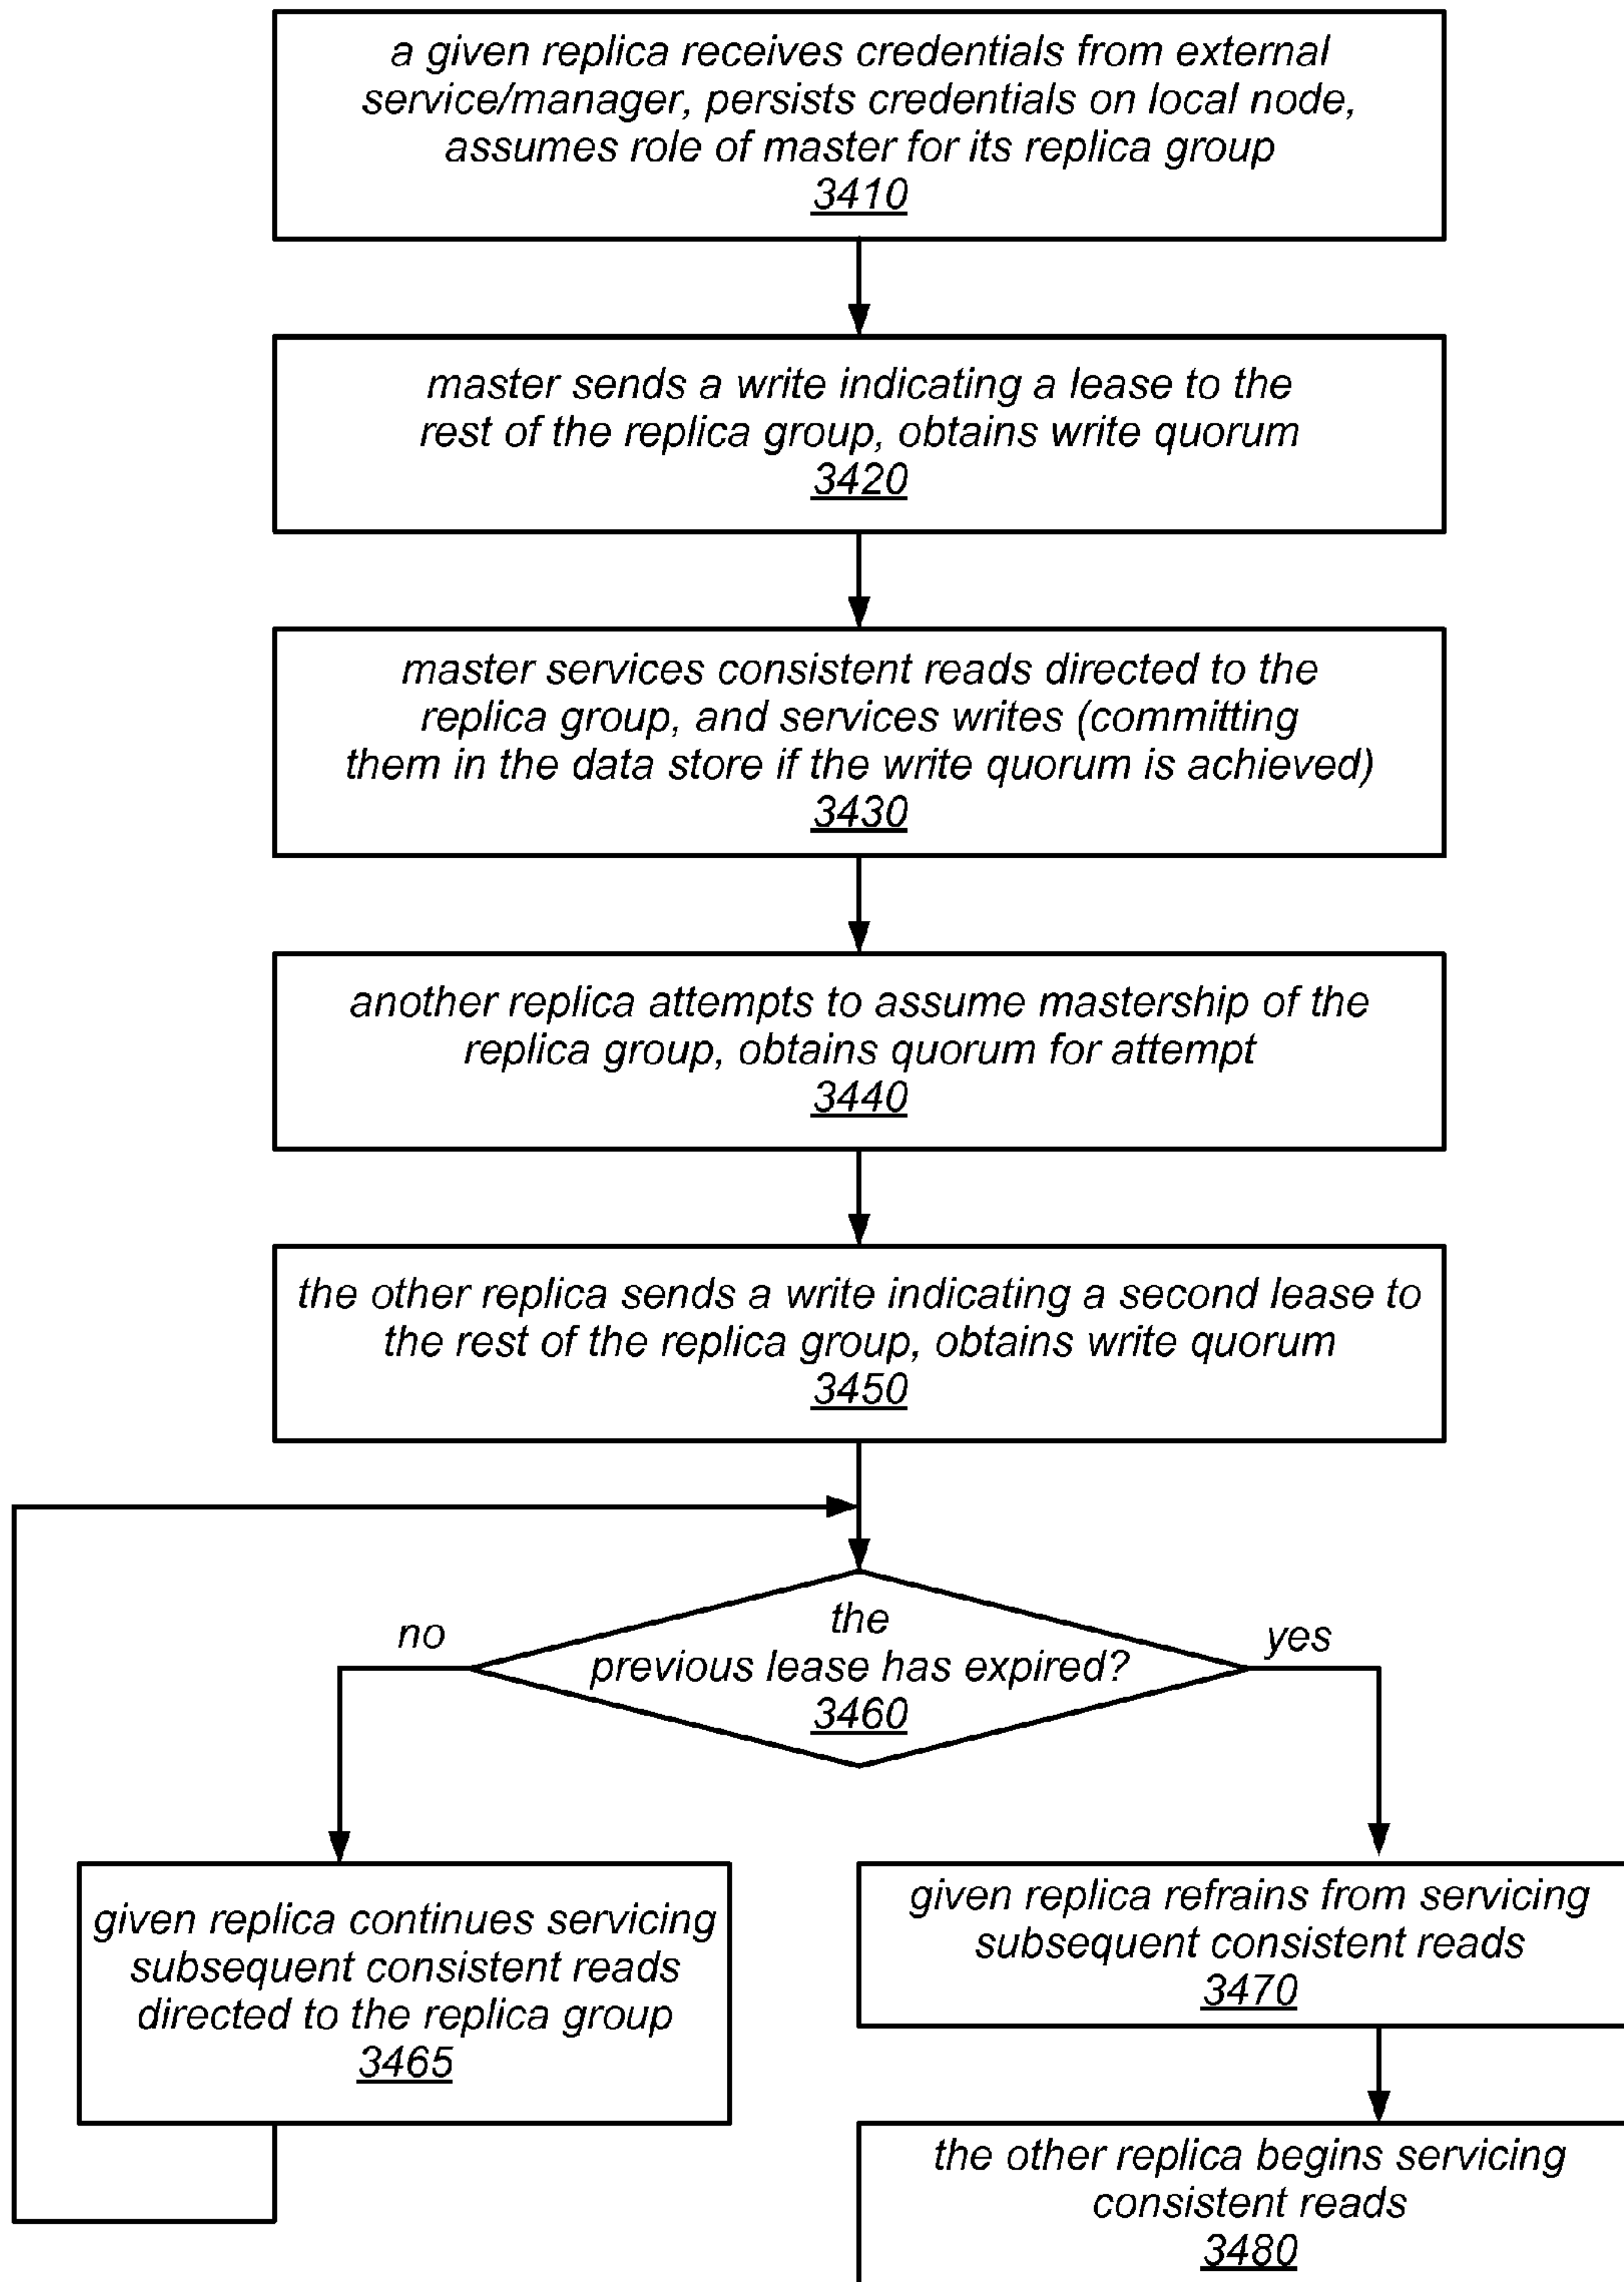 a given replica receives credentials from external
service/manager, persists credentials on local node,
assumes role of master for its replica group
3410
master sends a write indicating a lease to the
rest of the replica group, obtains write quorum
3420
master services consistent reads directed to the
replica group, and services writes (committing
them in the data store if the write quorum is achieved)
3430
another replica attempts to assume mastership of the
replica group, obtains quorum for attempt
3440
the other replica sends a write indicating a second lease to
the rest of the replica group, obtains write quorum
3450
no
the
previous lease has expired?
3460
yes
given replica continues servicing
subsequent consistent reads
directed to the replica group
3465
given replica refrains from servicing
subsequent consistent reads
3470
the other replica begins servicing
consistent reads
3480